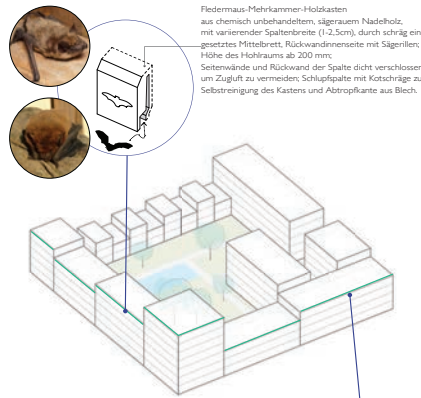 Fledermaus-Mehrkammer-Holzkasten
aus chemisch unbehandeltem, sägerauem Nadelholz,
mit variierender Spaltenbreite (1-2,5cm), durch schräg ein
gesetztes Mittelbrett, Rückwandinnenseite mit Sägerillen;
Höhe des Hohlraums ab 200 mm;
Seitenwände und Rückwand der Spalte dicht verschlossen
um Zugluft zu vermeiden; Schlupfspalte mit Kotschräge zu
Selbstreinigung des Kastens und Abtropfkante aus Blech.